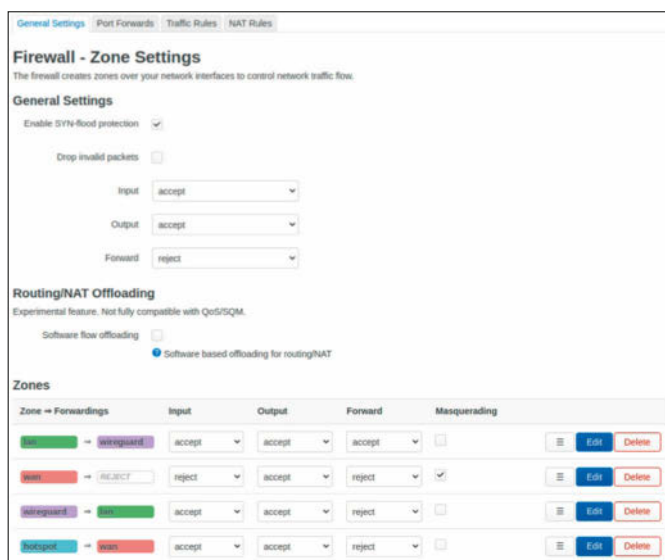 General Settings Port Forwards Traffic Rules NAT Rules
Firewall - Zone Settings
The firewall creates zones over your network interfaces to control network traffic flow.
General Settings
Enable SYN-flood protection
Drop invalid packets
Input accept
Output accept
Forward reject
Routing/NAT Offloading
Experimental feature. Not fully compatible with QoS/SQM.
Software flow offloading
Software based offloading for routing/NAT
Zones
Zone ⇒ Forwardings Input Output Forward Masquerading
lan ⇒ wireguard accept accept accept Edit Delete
wan ⇒ REJECT reject accept reject Edit Delete
wireguard ⇒ lan accept accept reject Edit Delete
hotspot ⇒ wan accept accept reject Edit Delete